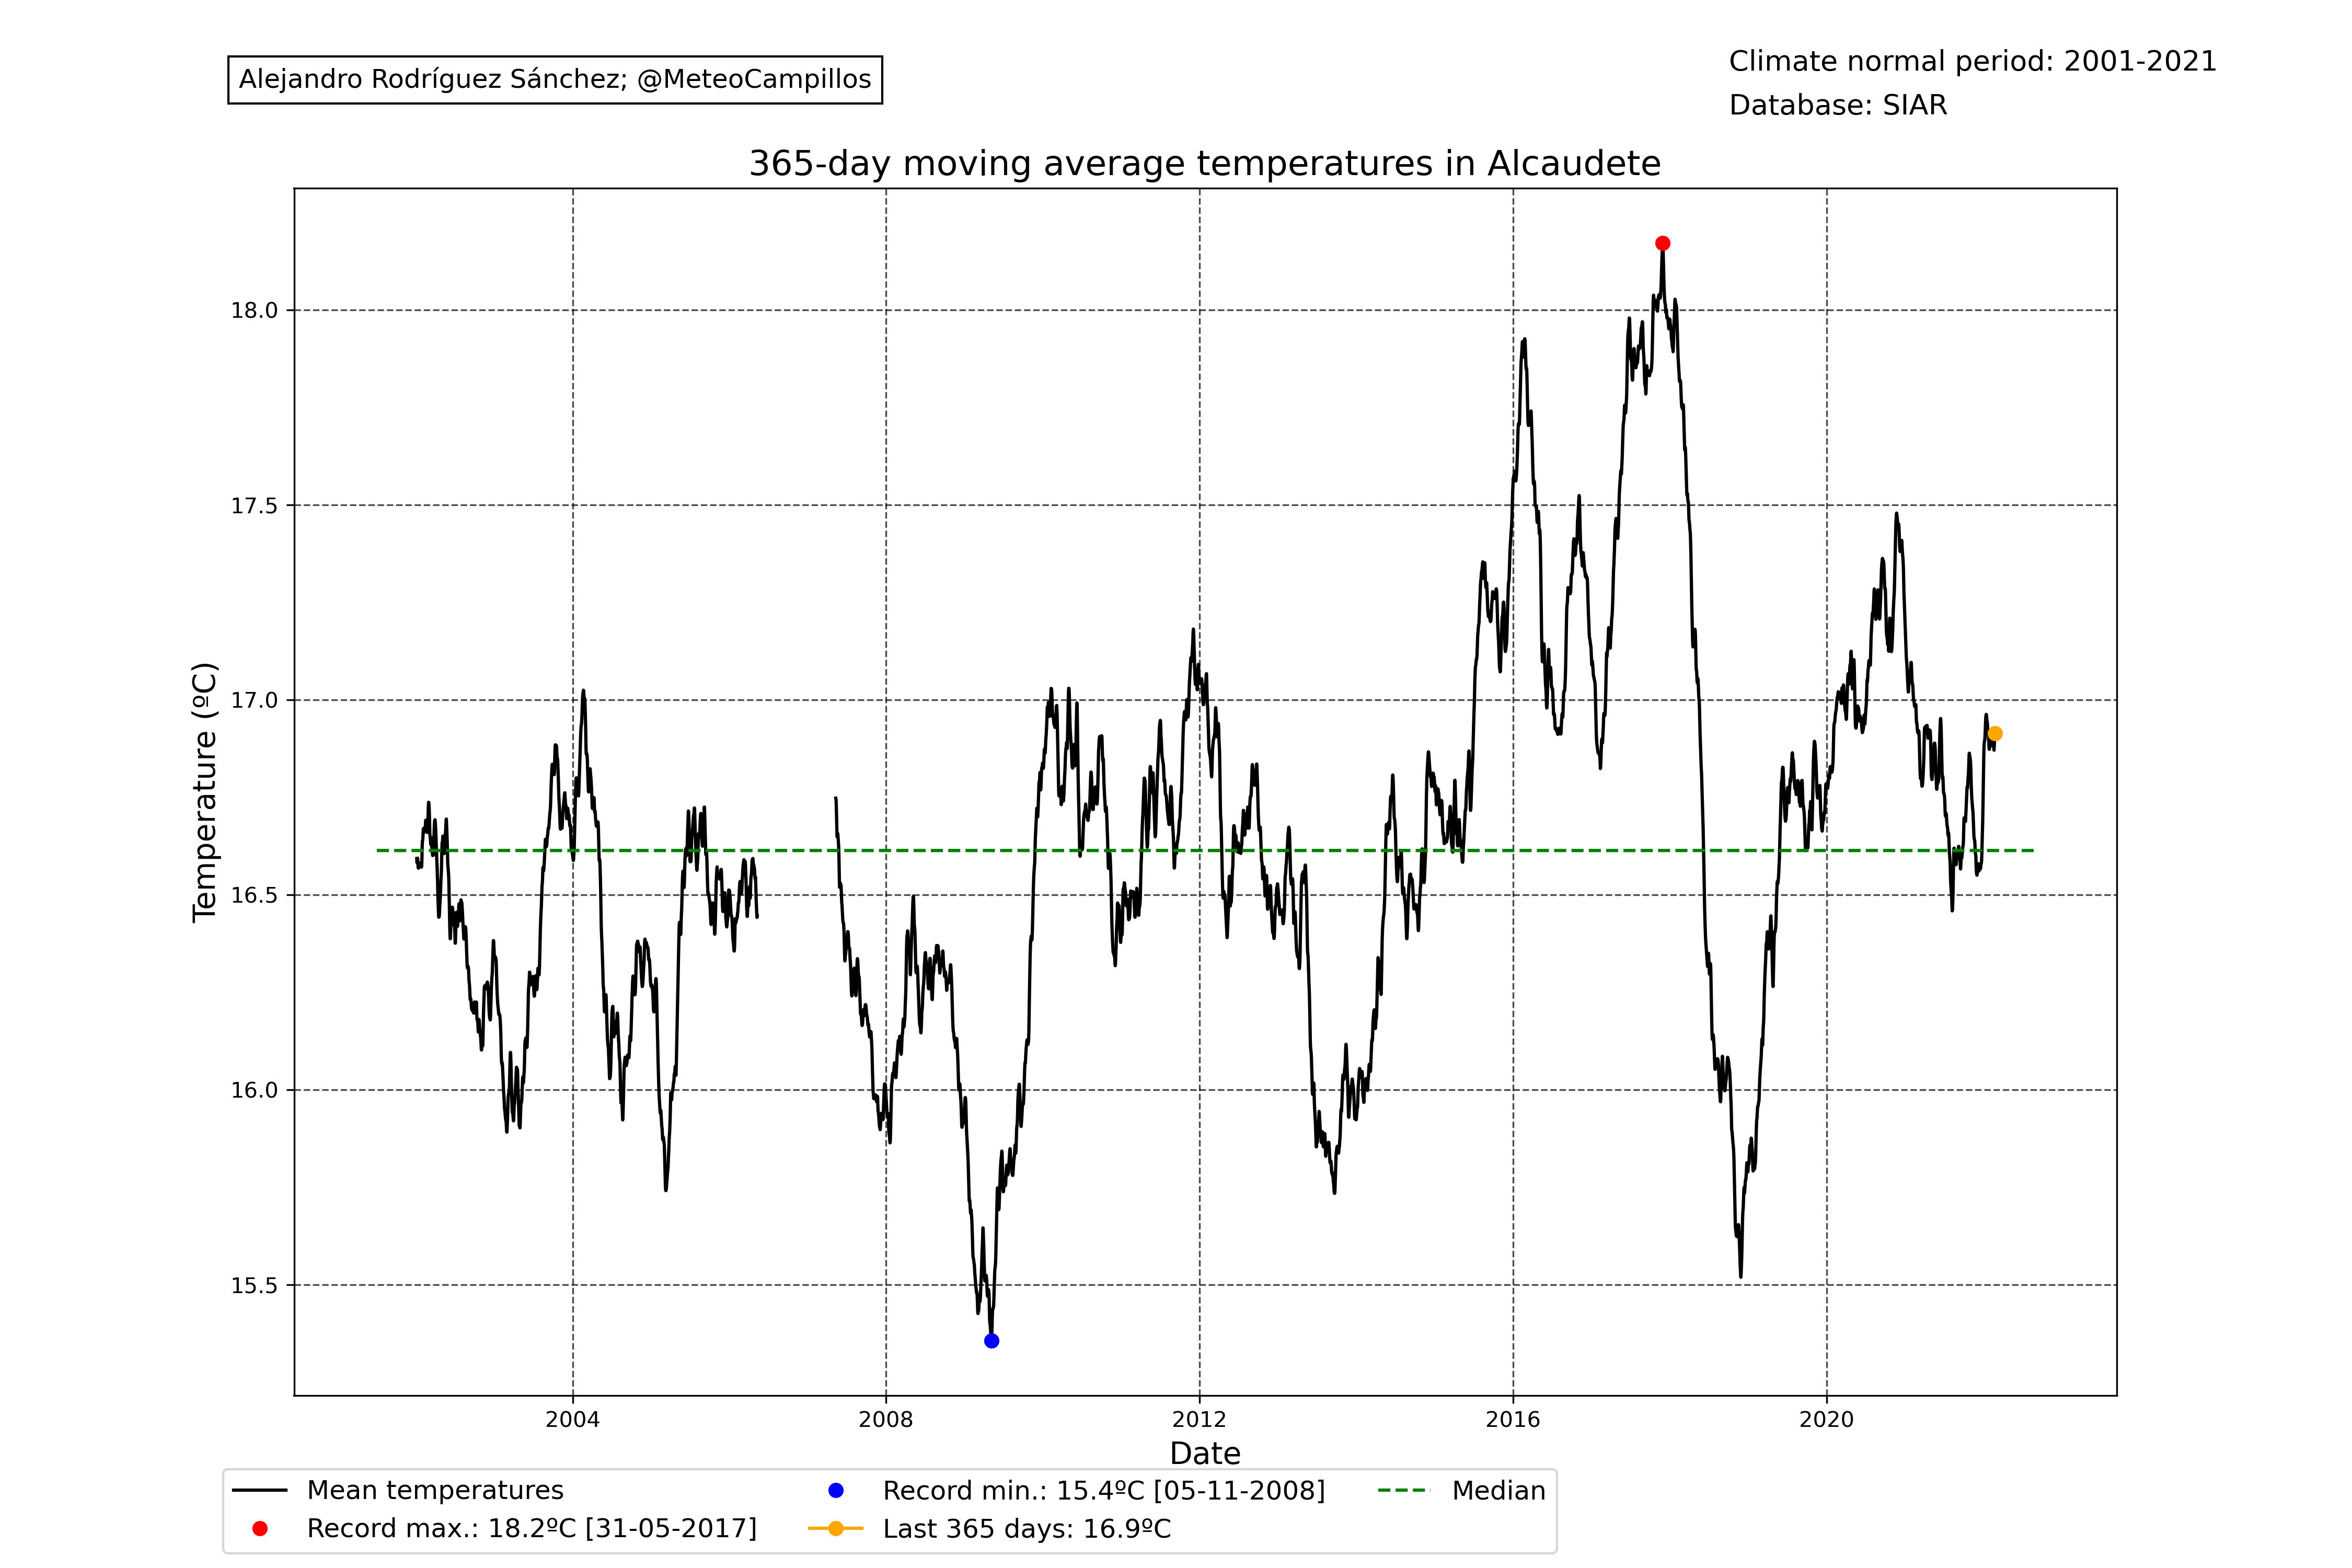 Alejandro Rodríguez Sánchez; @MeteoCampillos
Climate normal period: 2001-2021
Database: SIAR
365-day moving average temperatures in Alcaudete
Temperature (ºC)
18.0
17.5
17.0
16.5
16.0
15.5
2004 2008 2012 2016 2020
Date
Mean temperatures
Record max.: 18.2ºC [31-05-2017]
Record min.: 15.4ºC [05-11-2008]
Last 365 days: 16.9ºC
Median